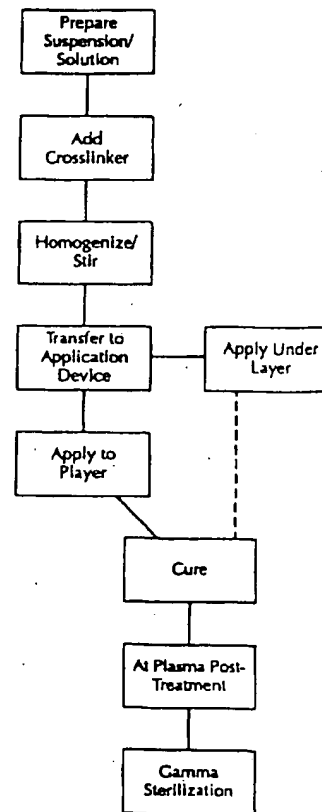 Prepare
Suspension/
Solution
Add
Crosslinker
Homogenize/
Stir
Transfer to
Application
Device
Apply Under
Layer
Apply to
Player
Cure
At Plasma Post-
Treatment
Gamma
Sterilization